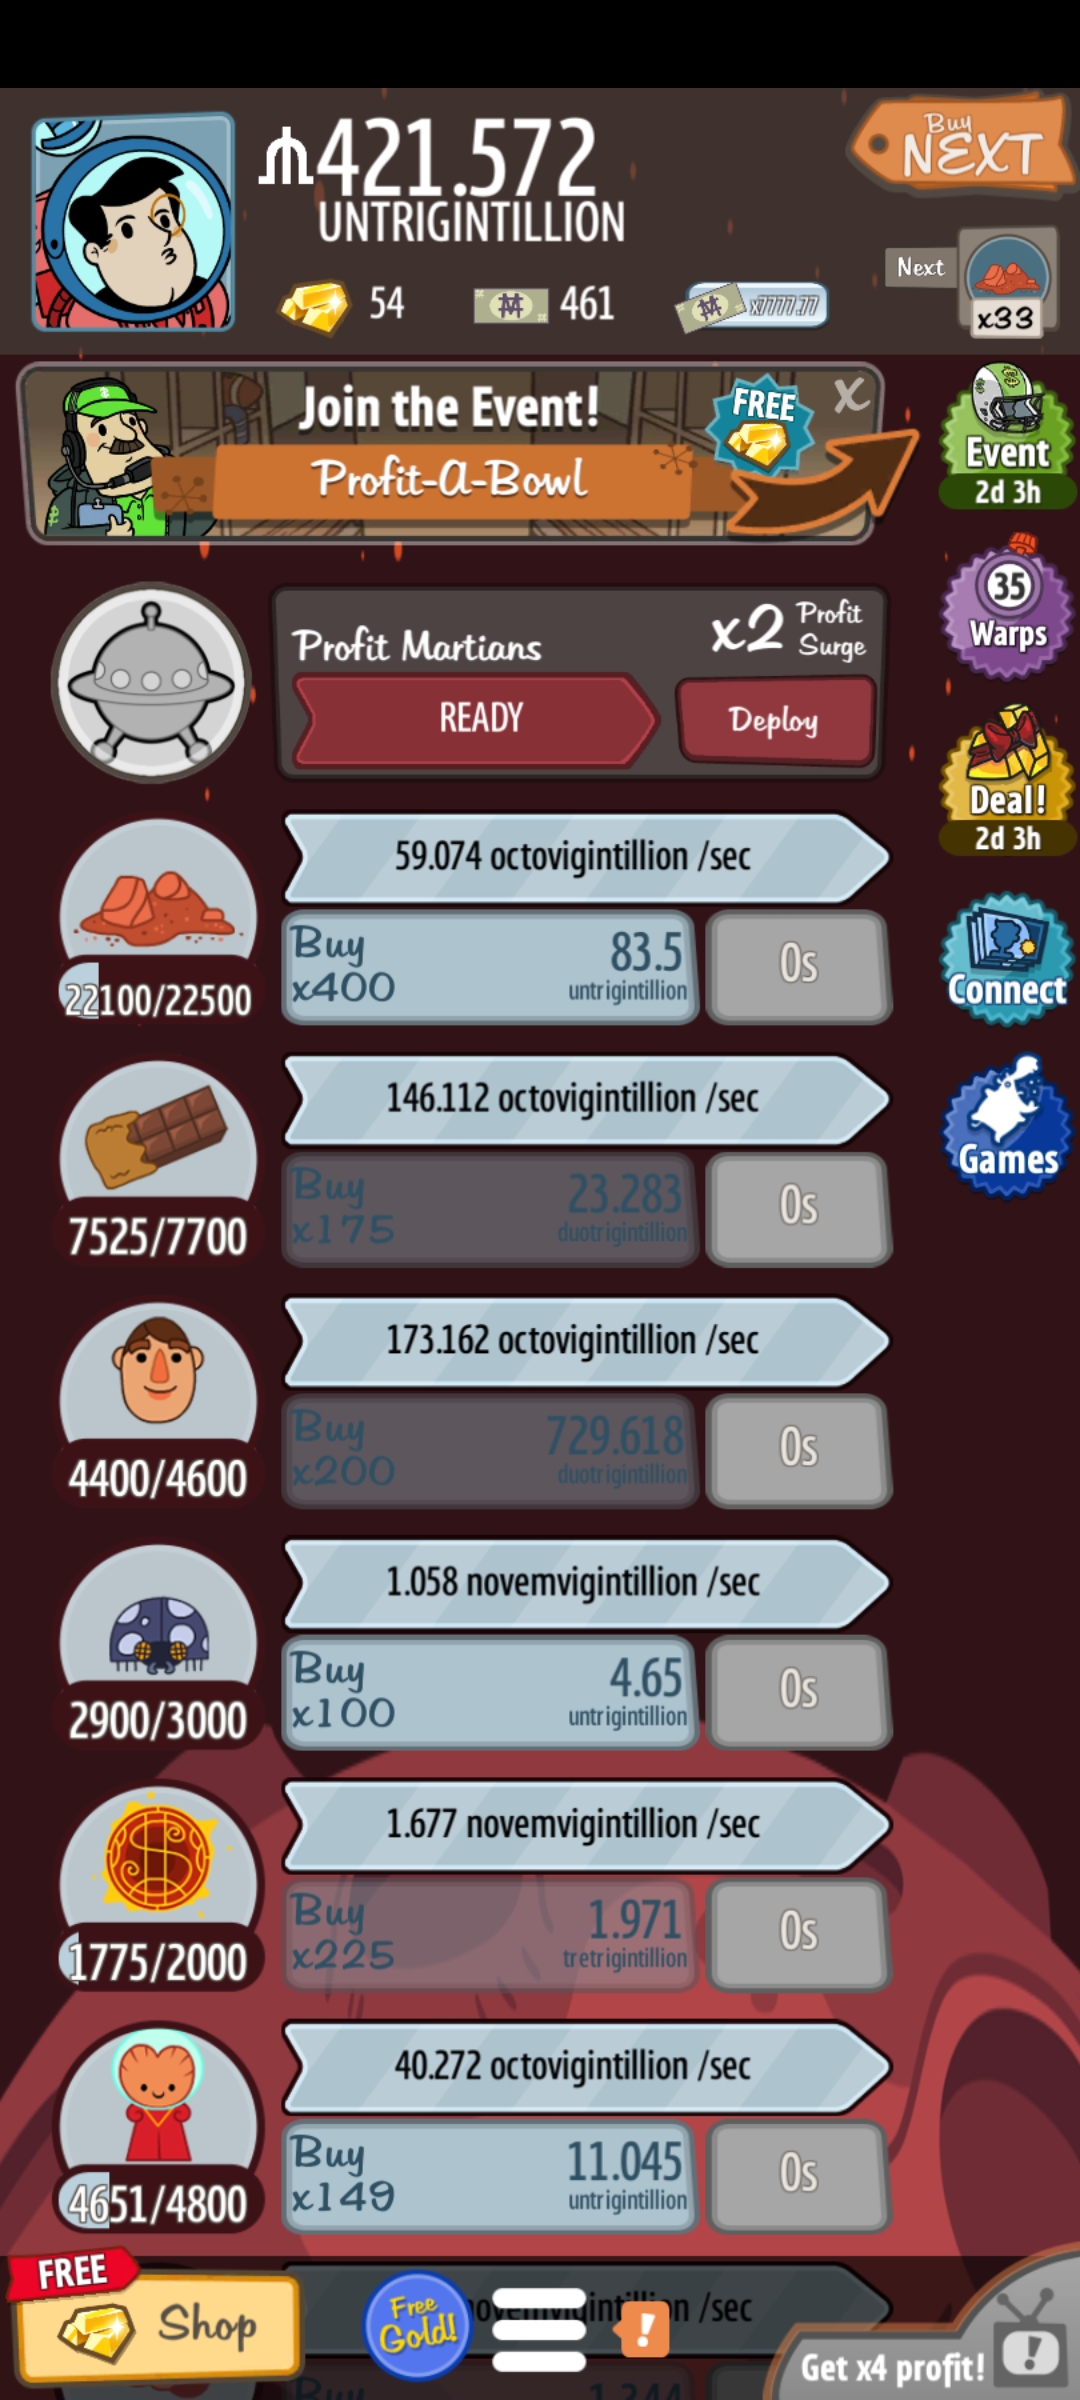 421.572
UNTRIGINTILLION
Buy
NEXT
54
461
x7777.77
Next
x33
Join the Event!
Profit-A-Bowl
FREE
X
Event
2d 3h
35
Warps
Profit Martians
x2 Profit Surge
READY
Deploy
Deal!
2d 3h
59.074 octovigintillion /sec
22100/22500
Buy
x400
83.5
untrigintillion
0s
Connect
146.112 octovigintillion /sec
7525/7700
Buy
x175
23.283
duotrigintillion
0s
Games
173.162 octovigintillion /sec
4400/4600
Buy
x200
729.618
duotrigintillion
0s
1.058 novemvigintillion /sec
2900/3000
Buy
x100
4.65
untrigintillion
0s
1.677 novemvigintillion /sec
1775/2000
Buy
x225
1.971
tretrigintillion
0s
40.272 octovigintillion /sec
4651/4800
Buy
x149
11.045
untrigintillion
0s
FREE
Shop
Free
Gold!
/sec
!
Get x4 profit!
!
Buy
1.344